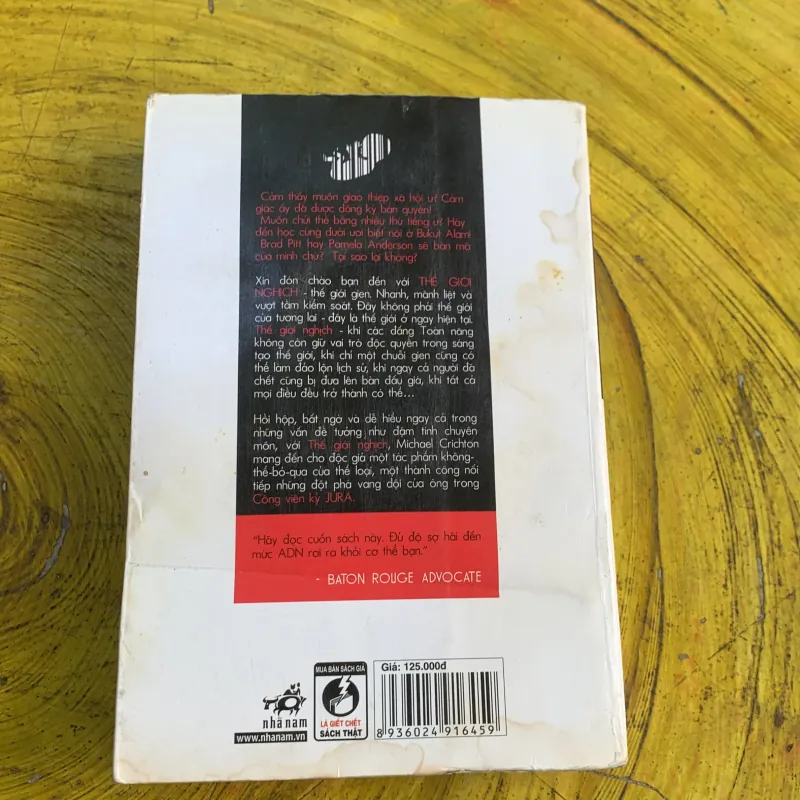 Cảm thấy muốn giao thiệp xã hội ư? Cảm
giác ấy đã được đăng ký bản quyền!
Muốn chửi thề bằng nhiều thứ tiếng ư? Hãy
đến học cùng đười ươi biết nói ở Bukut Alam!
Brad Pitt hay Pamela Anderson sẽ bán mã
của mình chứ? Tại sao lại không?
Xin đón chào bạn đến với THẾ GIỚI
NGHỊCH - thế giới gien. Nhanh, mãnh liệt và
vượt tầm kiểm soát. Đây không phải thế giới
của tương lai - đây là thế giới ở ngay hiện tại.
Thế giới nghịch - khi các đấng Toàn năng
không còn giữ vai trò độc quyền trong sáng
tạo thế giới, khi chỉ một chuỗi gien cũng có
thể làm đảo lộn lịch sử, khi ngay cả người đã
chết cũng bị đưa lên bàn đấu giá, khi tất cả
mọi điều đều trở thành có thể...
Hồi hộp, bất ngờ và dễ hiểu ngay cả trong
những vấn đề tưởng như đậm tính chuyên
môn, với Thế giới nghịch, Michael Crichton
mang đến cho độc giả một tác phẩm không-
thể-bỏ-qua của thể loại, một thành công nối
tiếp những đột phá vang dội của ông trong
Công viên kỷ JURA.
“Hãy đọc cuốn sách này. Đủ độ sợ hãi đến
mức ADN rơi ra khỏi cơ thể bạn.”
- BATON ROUGE ADVOCATE
nhã nam
www.nhanam.vn
MUA BÁN SÁCH GIẢ
LÀ GIẾT CHẾT
SÁCH THẬT
Giá: 125.000đ
8936024916459